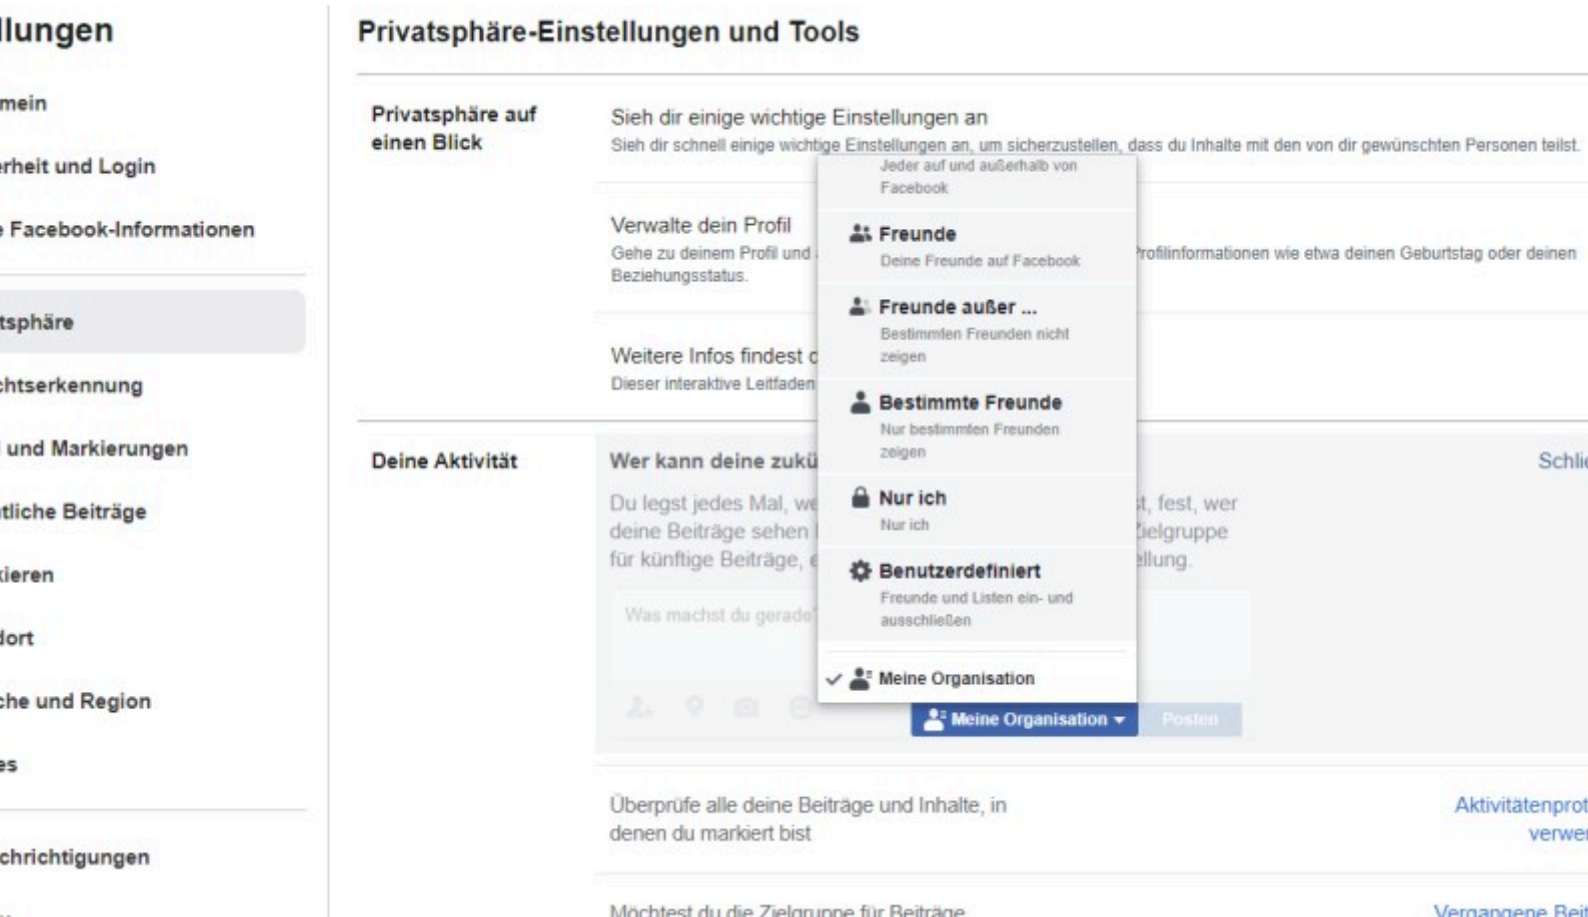 llungen
mein
erheit und Login
e Facebook-Informationen
tsphäre
chtserkennung
und Markierungen
tliche Beiträge
kieren
dort
che und Region
es
chrichtigungen
Privatsphäre-Einstellungen und Tools
Privatsphäre auf
einen Blick
Sieh dir einige wichtige Einstellungen an
Sieh dir schnell einige wichtige Einstellungen an, um sicherzustellen, dass du Inhalte mit den von dir gewünschten Personen teilst.
Verwalte dein Profil
Gehe zu deinem Profil und Profilinformationen wie etwa deinen Geburtstag oder deinen
Beziehungsstatus.
Weitere Infos findest d
Dieser interaktive Leitfaden
Jeder auf und außerhalb von
Facebook
Freunde
Deine Freunde auf Facebook
Freunde außer ...
Bestimmten Freunden nicht
zeigen
Bestimmte Freunde
Nur bestimmten Freunden
zeigen
Nur ich
Nur ich
Benutzerdefiniert
Freunde und Listen ein- und
ausschließen
Meine Organisation
Deine Aktivität
Wer kann deine zukü
Schlie
Du legst jedes Mal, we st, fest, wer
deine Beiträge sehen Zielgruppe
für künftige Beiträge, e ellung.
Was machst du gerade?
Meine Organisation
Posten
Überprüfe alle deine Beiträge und Inhalte, in
denen du markiert bist
Aktivitätenprot
verwe
Möchtest du die Zielgruppe für Beiträge
Vergangene Beit